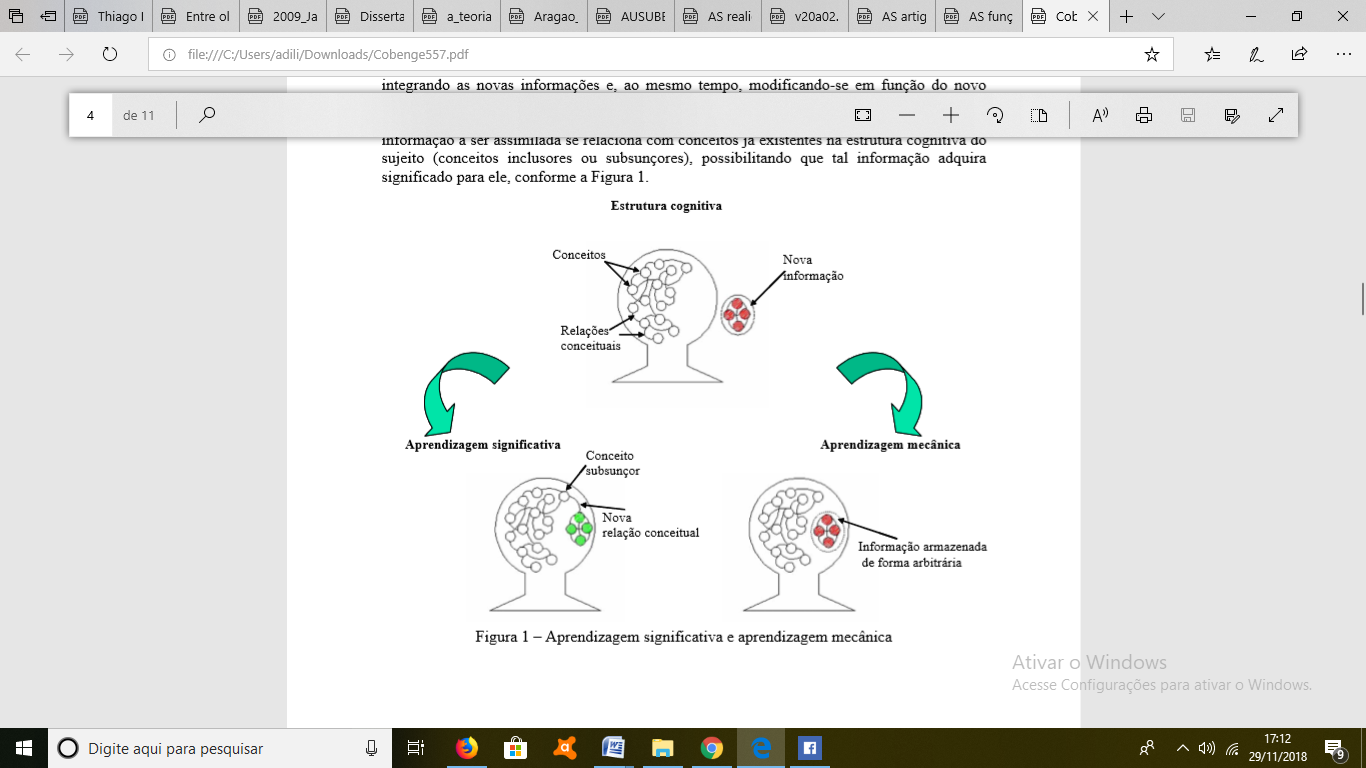 Thiago I
Entre ol
2009_Ja
Disserta
a_teoria
Aragao_
AUSUBE
AS reali
v20a02.
AS artig
AS funç
Cob
file:///C:/Users/adili/Downloads/Cobenge557.pdf
integrando as novas informações e, ao mesmo tempo, modificando-se em função do novo
4 de 11
informação a ser assimilada se relaciona com conceitos já existentes na estrutura cognitiva do
sujeito (conceitos inclusores ou subsunçores), possibilitando que tal informação adquira
significado para ele, conforme a Figura 1.
Estrutura cognitiva
Conceitos
Nova
informação
Relações
conceituais
Aprendizagem significativa
Aprendizagem mecânica
Conceito
subsunçor
Nova
relação conceitual
Informação armazenada
de forma arbitrária
Figura 1 – Aprendizagem significativa e aprendizagem mecânica
Ativar o Windows
Acesse Configurações para ativar o Windows.
Digite aqui para pesquisar
17:12
29/11/2018
9